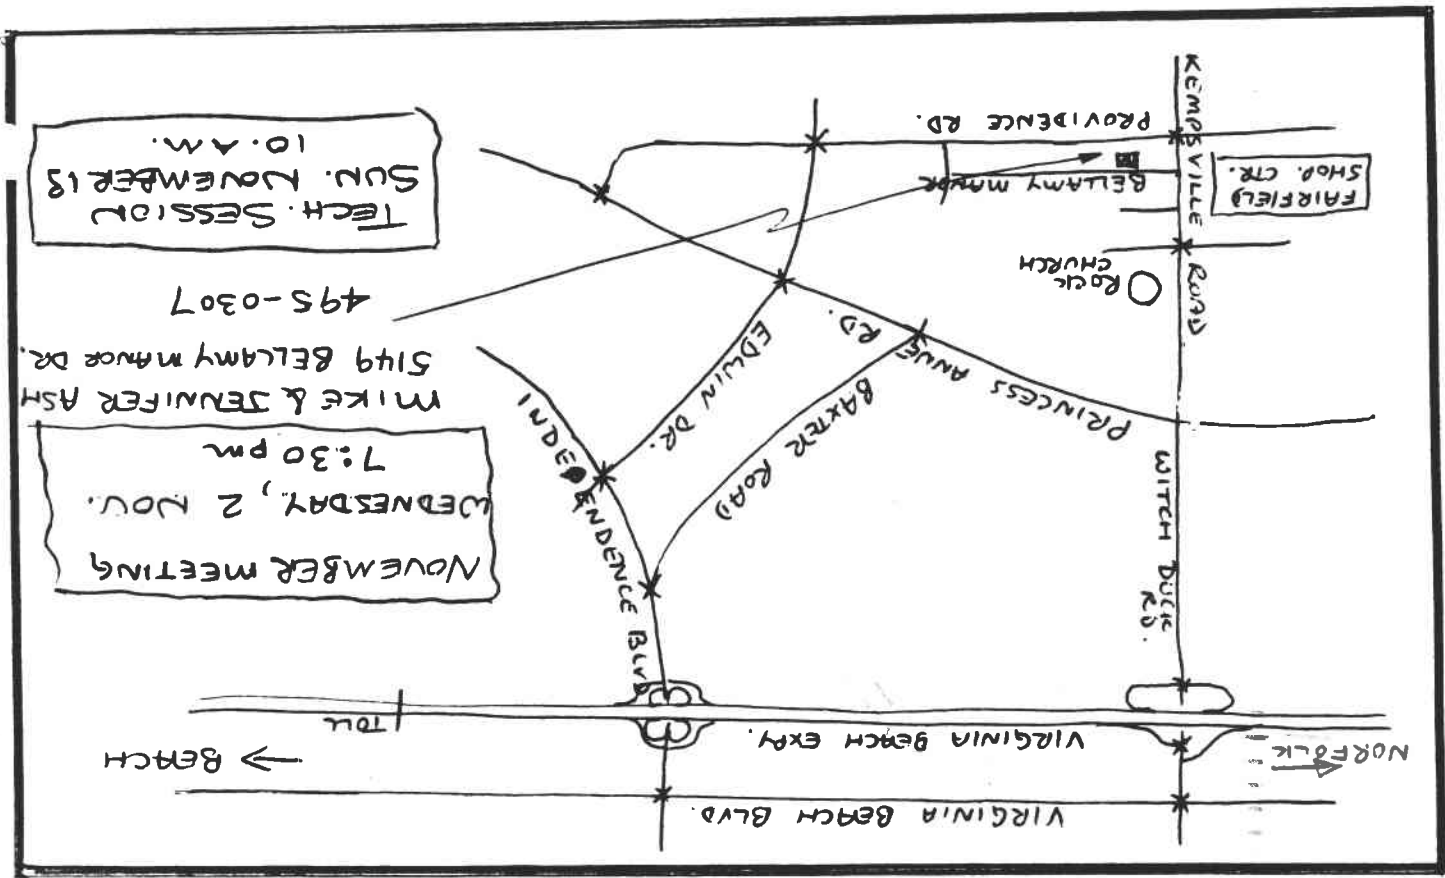 VIRGINIA BEACH BLVD.
NORFOLK
VIRGINIA BEACH EXPY.
BEACH
TOLL
WITCH DUCK
RD.
INDEPENDENCE BLVD
NOVEMBER MEETING
WEDNESDAY, 2 NOV.
7:30 pm
BAXTER ROAD
EDWIN DR.
PRINCESS ANNE RD.
MIKE & JENNIFER ASH
5149 BELLAMY MANOR DR.
495-0307
ROCK
CHURCH
KEMPSVILLE ROAD
FAIRFIELD
SHOP. CTR.
BELLAMY MANOR
PROVIDENCE RD.
TECH. SESSION
SUN. NOVEMBER 13
10. A.M.